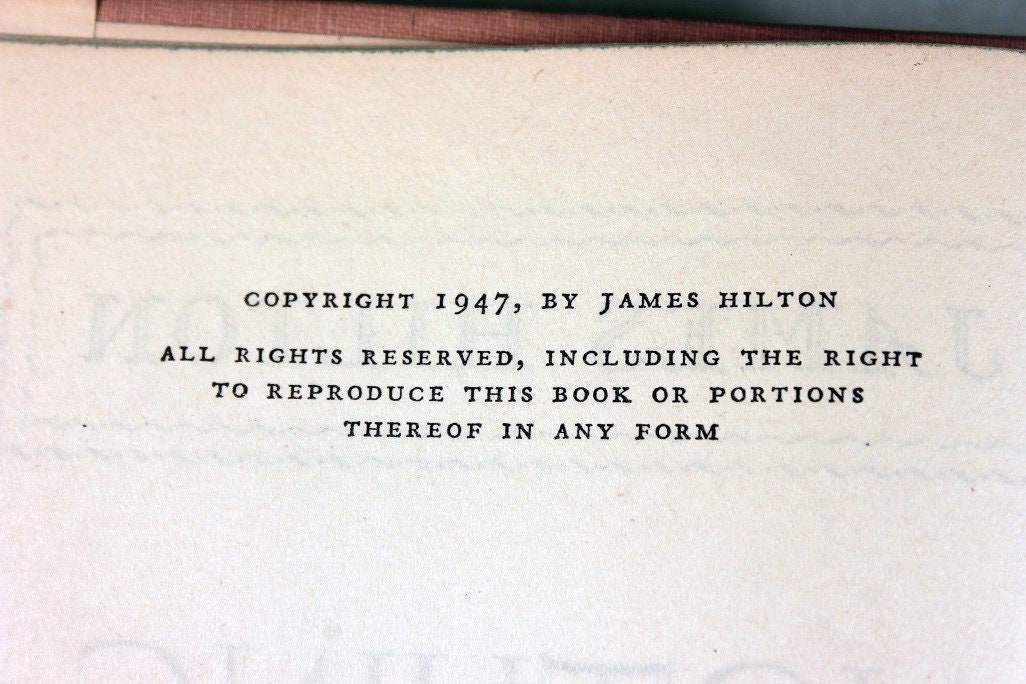 COPYRIGHT 1947, BY JAMES HILTON
ALL RIGHTS RESERVED, INCLUDING THE RIGHT
TO REPRODUCE THIS BOOK OR PORTIONS
THEREOF IN ANY FORM